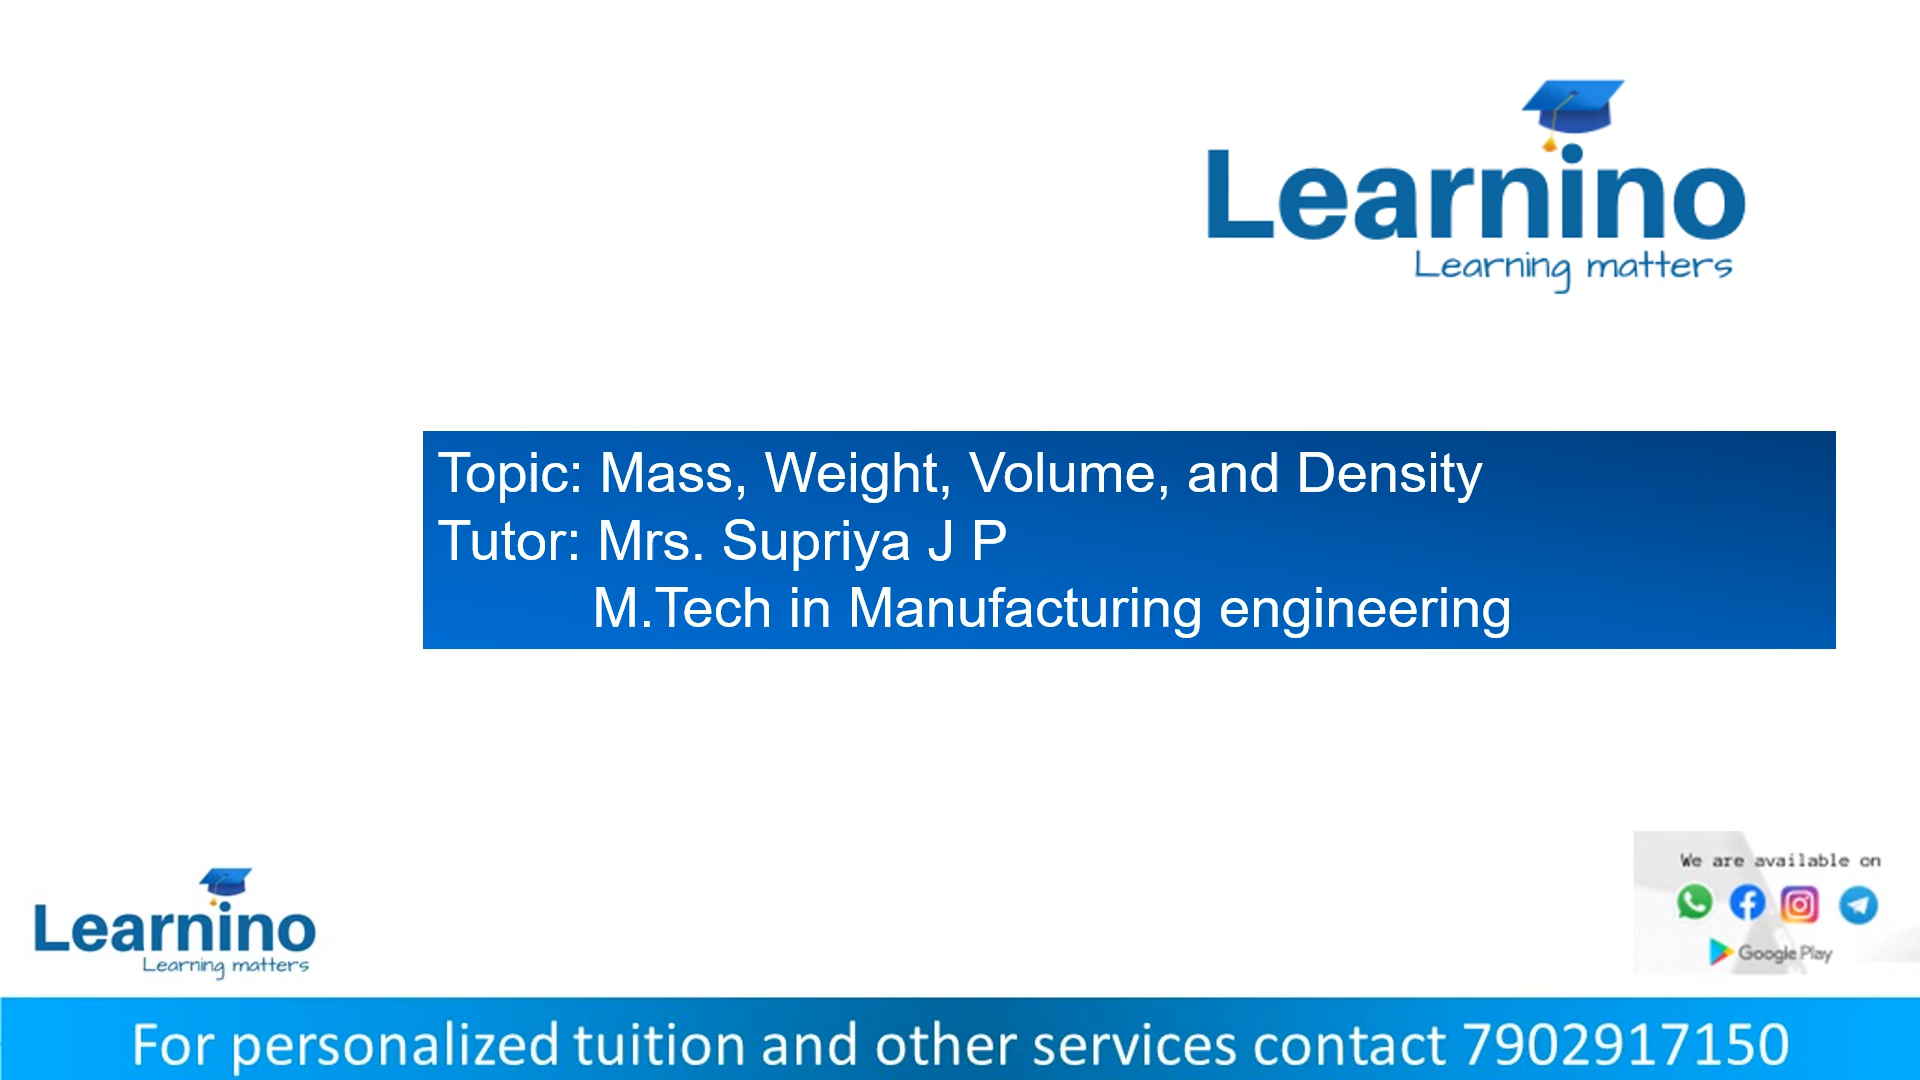 Learnino
Learning matters
Topic: Mass, Weight, Volume, and Density
Tutor: Mrs. Supriya J P
M.Tech in Manufacturing engineering
We are available on
Google Play
Learnino
Learning matters
For personalized tuition and other services contact 7902917150